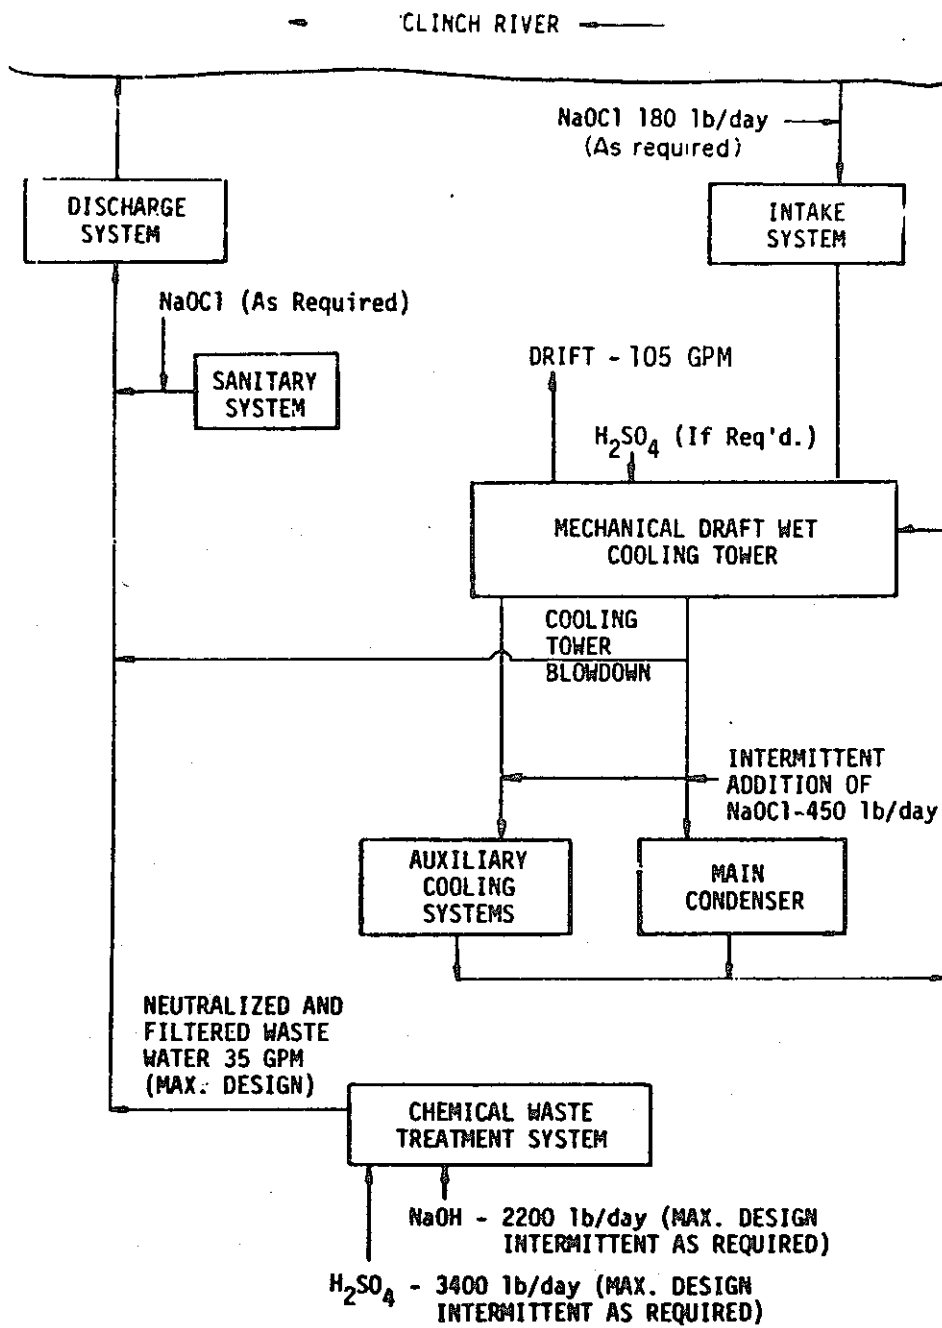 CLINCH RIVER
NaOCl 180 lb/day
(As required)
DISCHARGE
SYSTEM
INTAKE
SYSTEM
NaOCl (As Required)
DRIFT - 105 GPM
SANITARY
SYSTEM
H₂SO₄ (If Req'd.)
MECHANICAL DRAFT WET
COOLING TOWER
COOLING
TOWER
BLOWDOWN
INTERMITTENT
ADDITION OF
NaOCl-450 lb/day
AUXILIARY
COOLING
SYSTEMS
MAIN
CONDENSER
NEUTRALIZED AND
FILTERED WASTE
WATER 35 GPM
(MAX. DESIGN)
CHEMICAL WASTE
TREATMENT SYSTEM
NaOH - 2200 lb/day (MAX. DESIGN
INTERMITTENT AS REQUIRED)
H₂SO₄ - 3400 lb/day (MAX. DESIGN
INTERMITTENT AS REQUIRED)